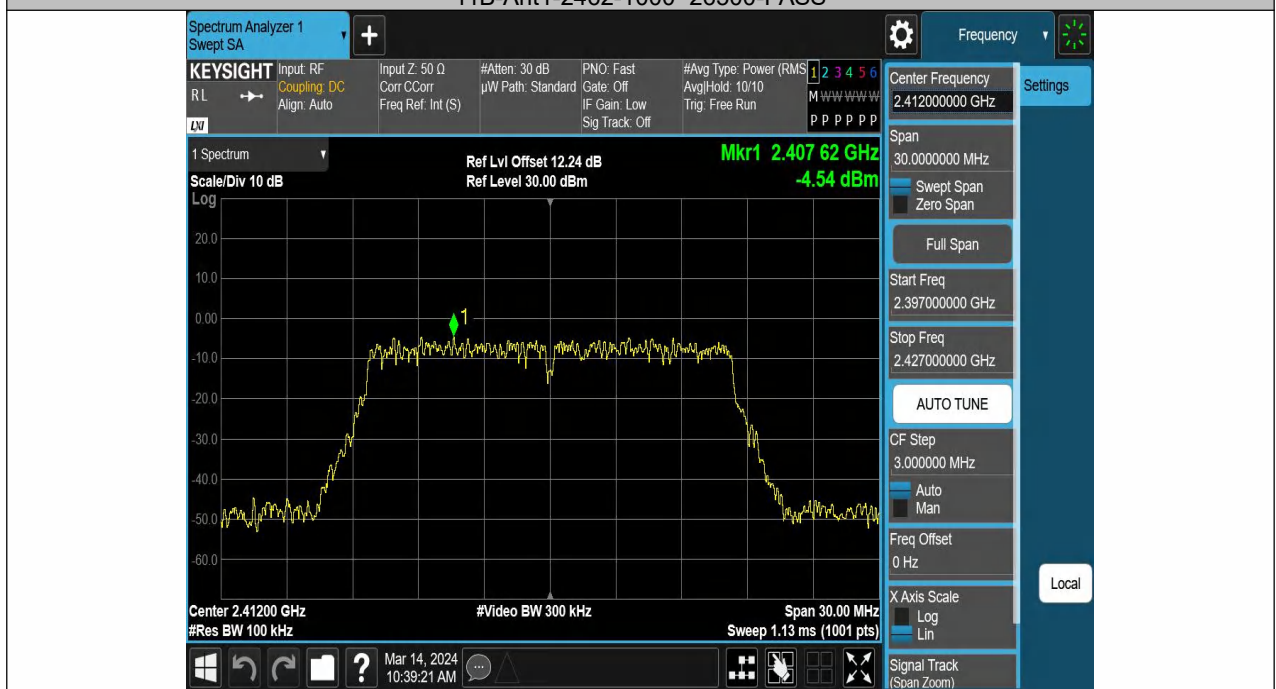 Spectrum Analyzer 1
Swept SA
+
Frequency
KEYSIGHT
RL
LXI
Input: RF
Coupling: DC
Align: Auto
Input Z: 50 Ω
Corr CCorr
Freq Ref: Int (S)
#Atten: 30 dB
µW Path: Standard
PNO: Fast
Gate: Off
IF Gain: Low
Sig Track: Off
#Avg Type: Power (RMS
Avg|Hold: 10/10
Trig: Free Run
1 2 3 4 5 6
M W W W W W
P P P P P P
1 Spectrum
Scale/Div 10 dB
Log
Ref Lvl Offset 12.24 dB
Ref Level 30.00 dBm
Mkr1 2.407 62 GHz
-4.54 dBm
20.0
10.0
0.00
-10.0
-20.0
-30.0
-40.0
-50.0
-60.0
1
Center 2.41200 GHz
#Res BW 100 kHz
#Video BW 300 kHz
Span 30.00 MHz
Sweep 1.13 ms (1001 pts)
Center Frequency
2.412000000 GHz
Settings
Span
30.0000000 MHz
Swept Span
Zero Span
Full Span
Start Freq
2.397000000 GHz
Stop Freq
2.427000000 GHz
AUTO TUNE
CF Step
3.000000 MHz
Auto
Man
Freq Offset
0 Hz
X Axis Scale
Log
Lin
Local
Signal Track
(Span Zoom)
?
Mar 14, 2024
10:39:21 AM